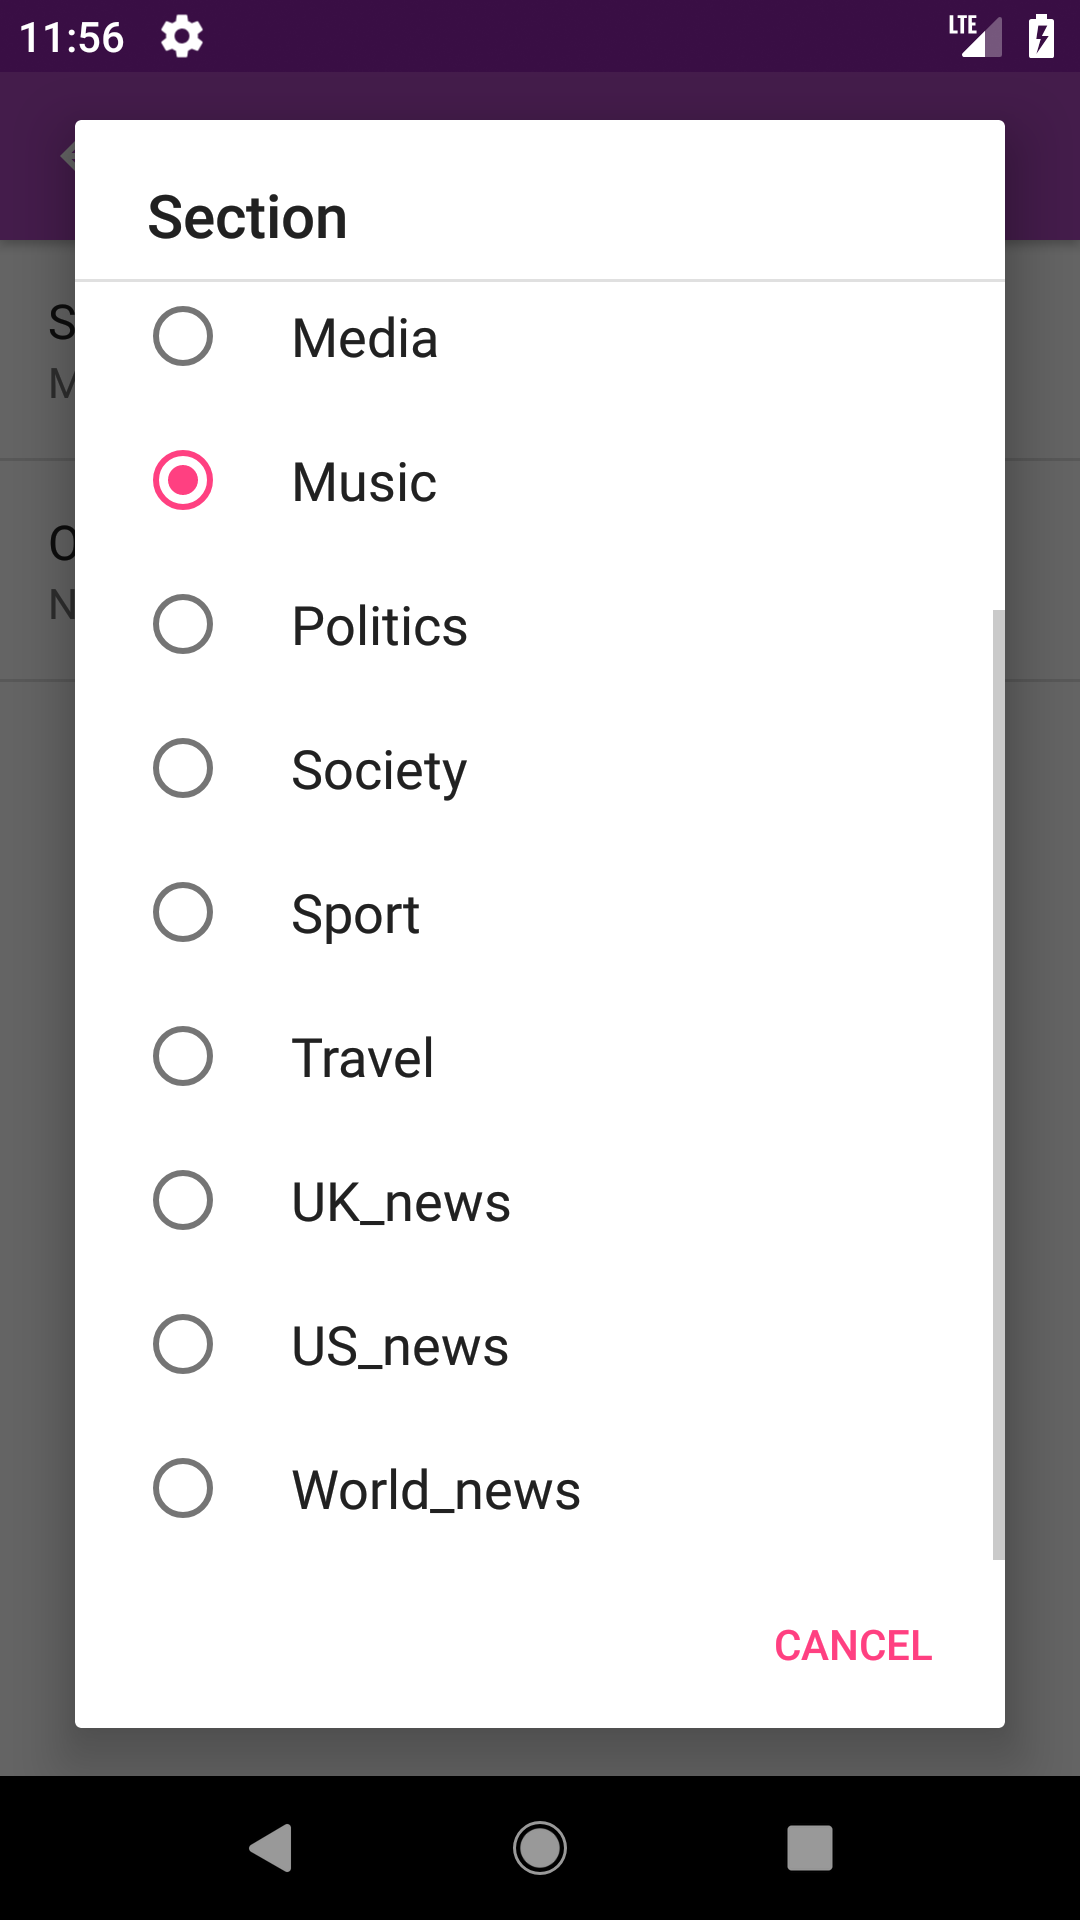 11:56
LTE
Section
Media
Music
Politics
Society
Sport
Travel
UK_news
US_news
World_news
CANCEL